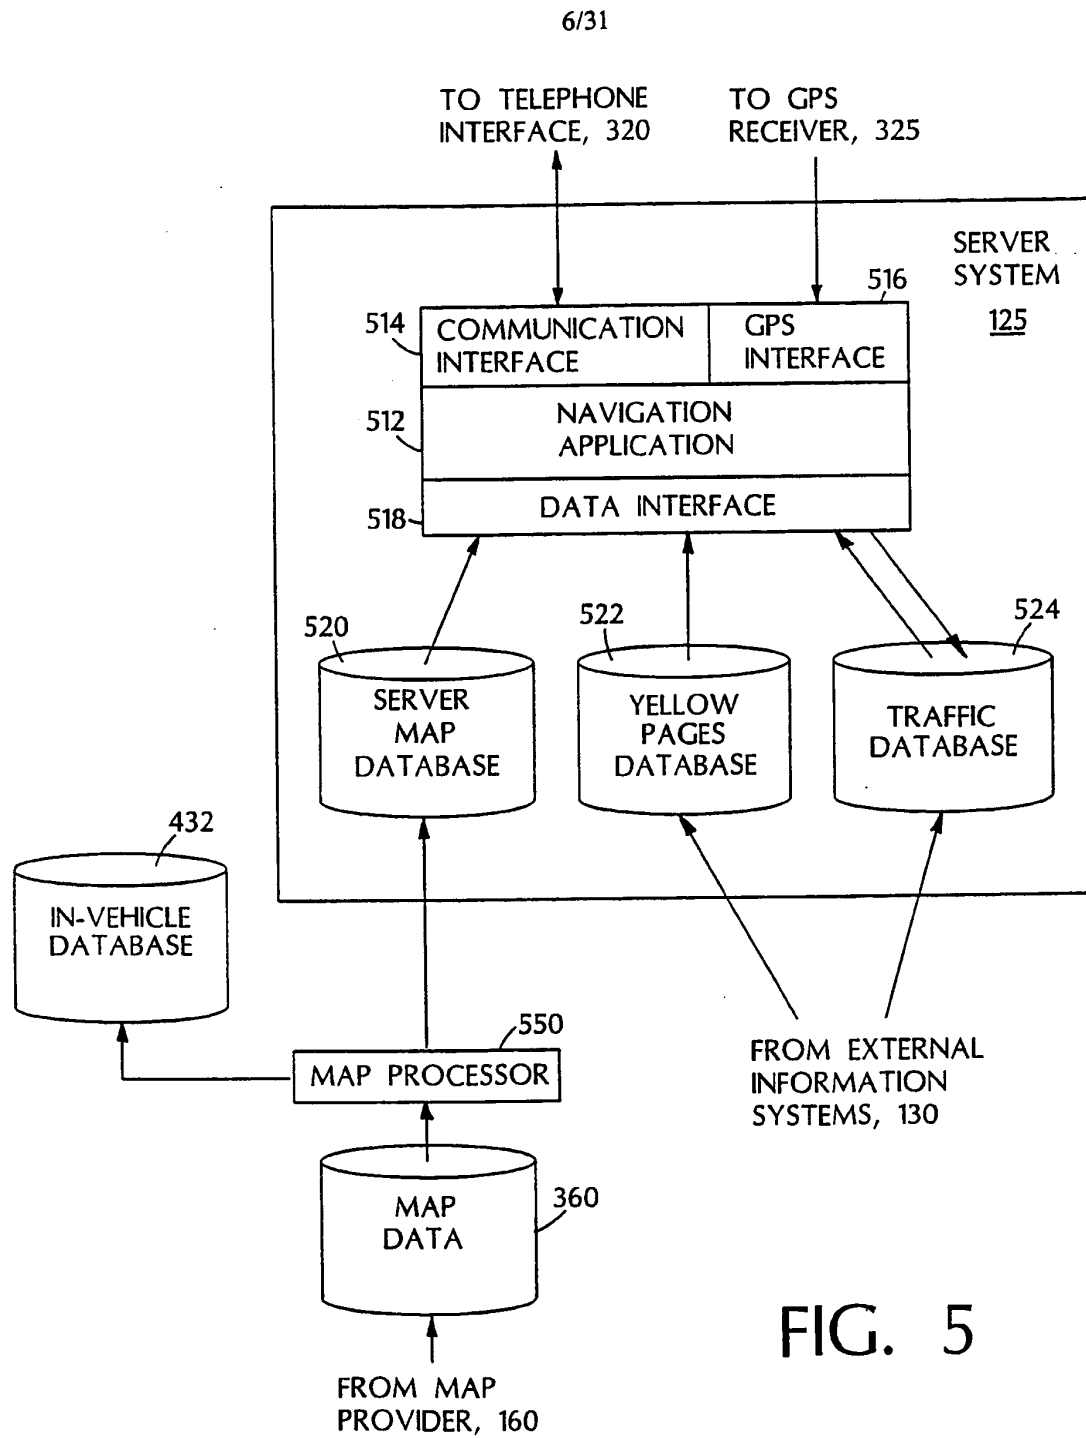 6/31
TO TELEPHONE
INTERFACE, 320
TO GPS
RECEIVER, 325
SERVER
SYSTEM
125
516
514
COMMUNICATION
INTERFACE
GPS
INTERFACE
512
NAVIGATION
APPLICATION
518
DATA INTERFACE
520
522
524
SERVER
MAP
DATABASE
YELLOW
PAGES
DATABASE
TRAFFIC
DATABASE
432
IN-VEHICLE
DATABASE
550
MAP PROCESSOR
FROM EXTERNAL
INFORMATION
SYSTEMS, 130
360
MAP
DATA
FIG. 5
FROM MAP
PROVIDER, 160